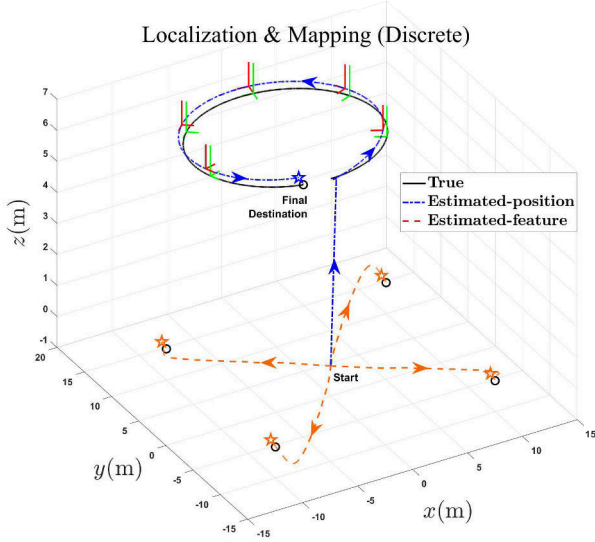 Localization & Mapping (Discrete)
7
6
5
4
3
2
1
0
-1
z(m)
True
Estimated-position
Estimated-feature
Final
Destination
Start
20
15
10
5
0
-5
-10
-15
y(m)
-15
-10
-5
0
5
10
15
x(m)